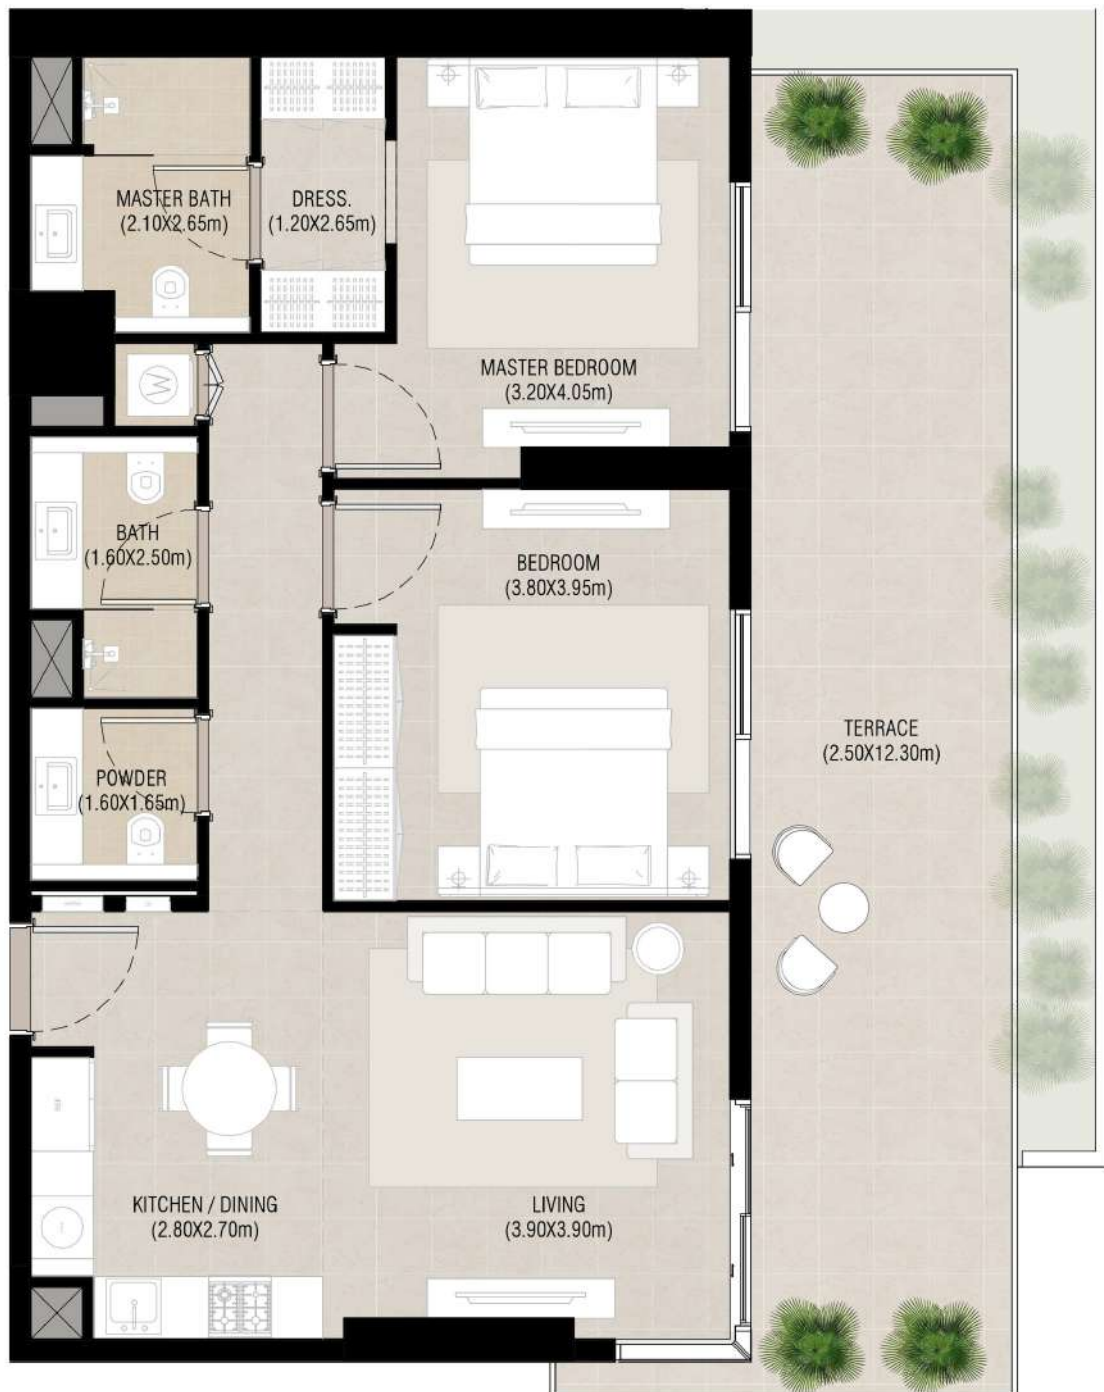 MASTER BATH
(2.10X2.65m)
DRESS.
(1.20X2.65m)
MASTER BEDROOM
(3.20X4.05m)
W
BATH
(1.60X2.50m)
BEDROOM
(3.80X3.95m)
TERRACE
(2.50X12.30m)
POWDER
(1.60X1.65m)
KITCHEN / DINING
(2.80X2.70m)
LIVING
(3.90X3.90m)